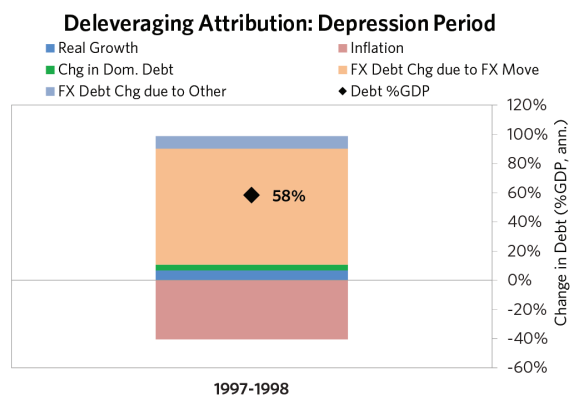 Deleveraging Attribution: Depression Period
Real Growth
Inflation
Chg in Dom. Debt
FX Debt Chg due to FX Move
FX Debt Chg due to Other
Debt %GDP
120%
100%
80%
60%
40%
20%
0%
-20%
-40%
-60%
Change in Debt (%GDP, ann.)
58%
1997-1998